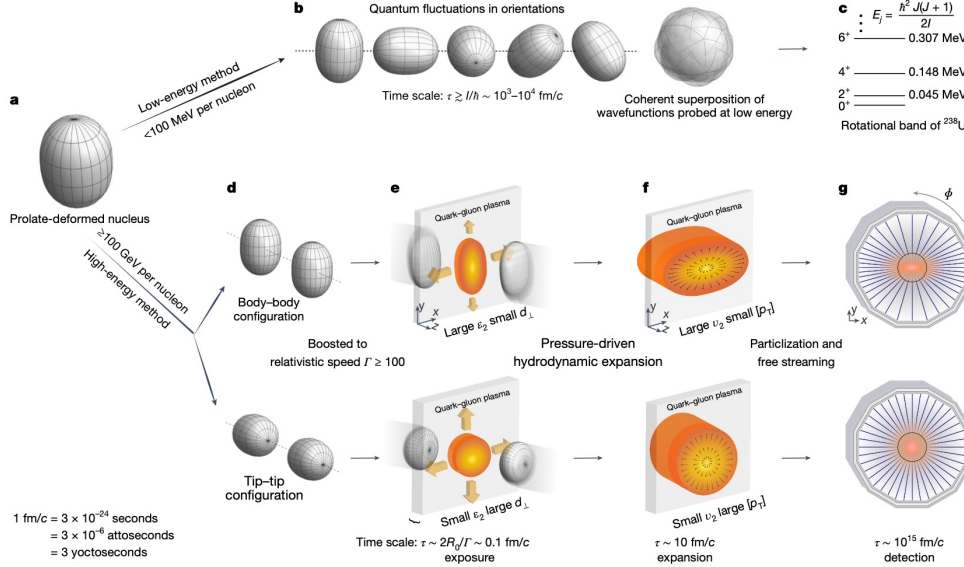 a
Prolate-deformed nucleus
Low-energy method
<100 MeV per nucleon
≥100 GeV per nucleon
High-energy method
b
Quantum fluctuations in orientations
Time scale: τ ≳ I/ħ ~ 10³–10⁴ fm/c
Coherent superposition of
wavefunctions probed at low energy
c
E_J = ħ² J(J + 1) / 2I
6⁺ 0.307 MeV
4⁺ 0.148 MeV
2⁺ 0.045 MeV
0⁺
Rotational band of ²³⁸U
d
Body–body
configuration
Tip–tip
configuration
e
Quark–gluon plasma
y
x
z
Large ε₂ small d⊥
Boosted to
relativistic speed Γ ≥ 100
Quark–gluon plasma
Small ε₂ large d⊥
Time scale: τ ~ 2R₀/Γ ~ 0.1 fm/c
exposure
f
Quark–gluon plasma
y
x
z
Large υ₂ small [p_T]
Pressure-driven
hydrodynamic expansion
Quark–gluon plasma
Small υ₂ large [p_T]
τ ~ 10 fm/c
expansion
g
ϕ
y
x
Particlization and
free streaming
τ ~ 10¹⁵ fm/c
detection
1 fm/c = 3 × 10⁻²⁴ seconds
= 3 × 10⁻⁶ attoseconds
= 3 yoctoseconds